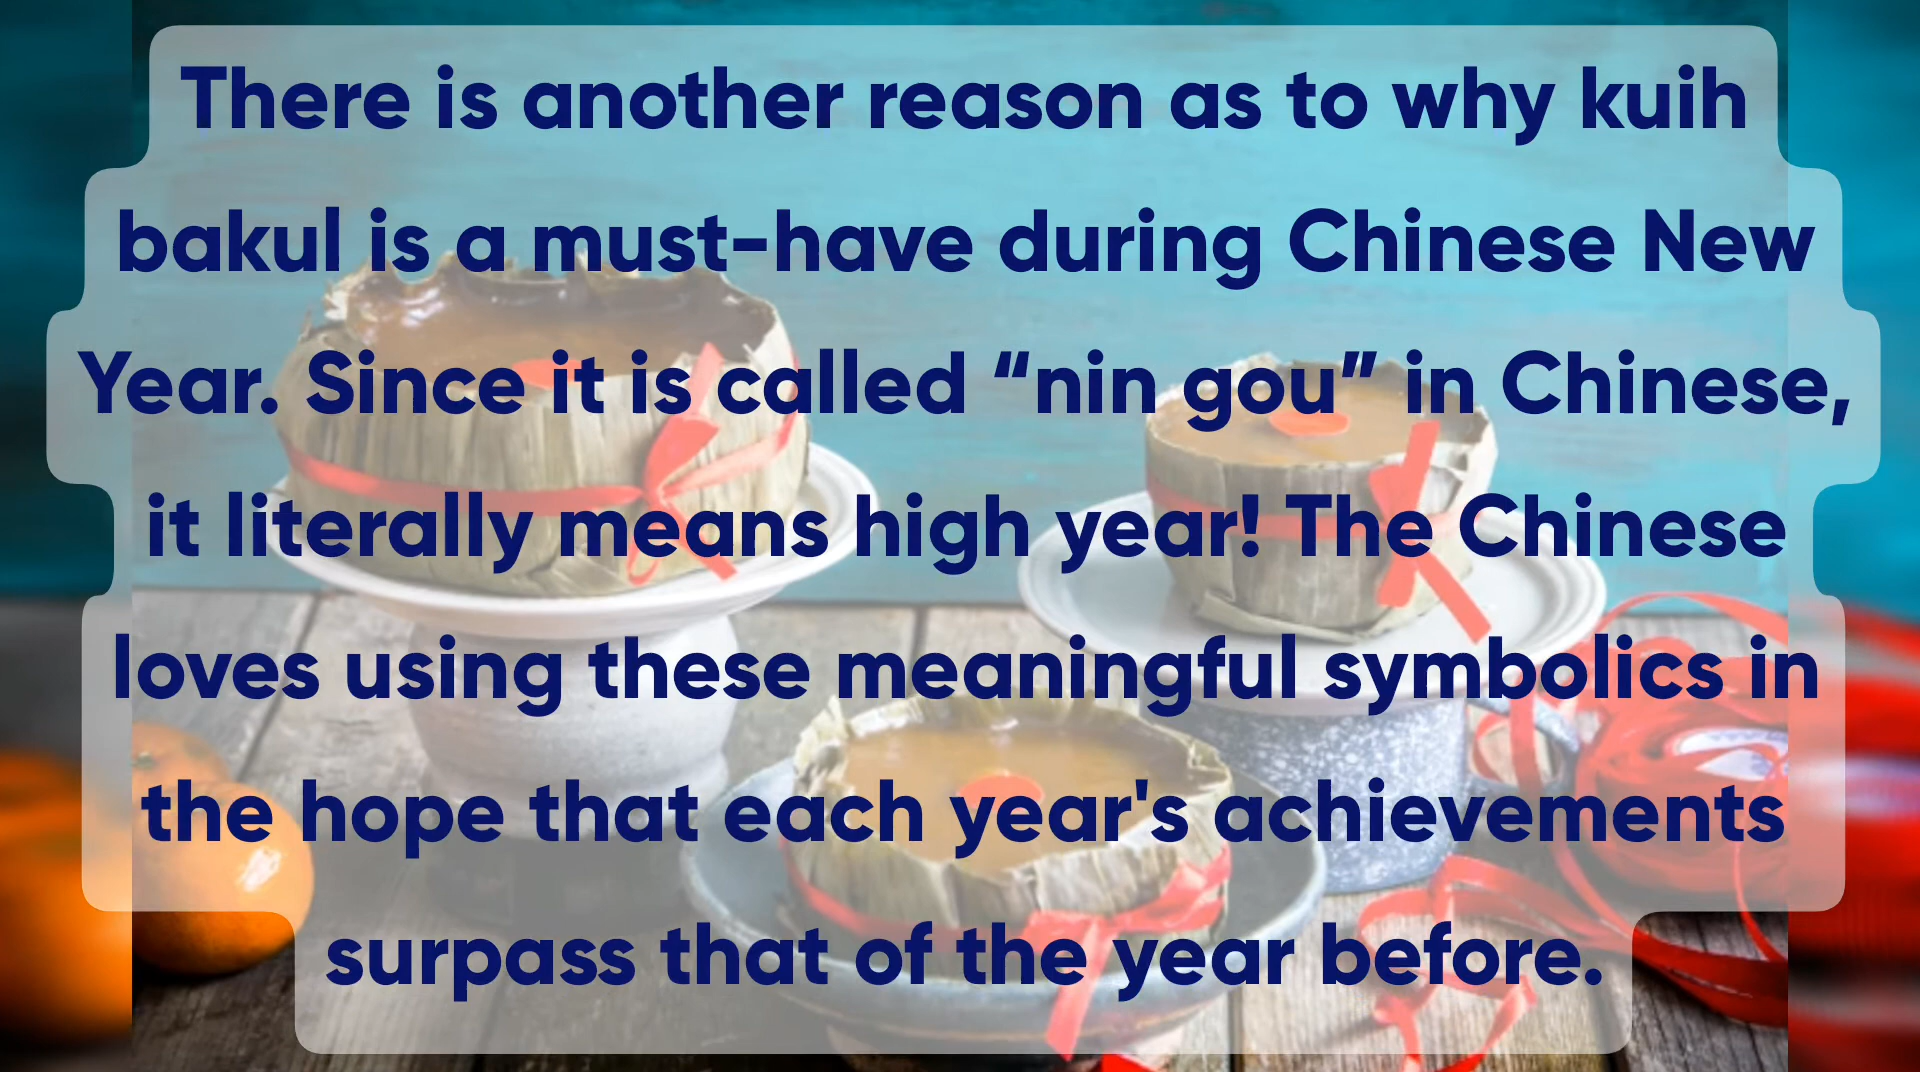 There is another reason as to why kuih
bakul is a must-have during Chinese New
Year. Since it is called “nin gou” in Chinese,
it literally means high year! The Chinese
loves using these meaningful symbolics in
the hope that each year's achievements
surpass that of the year before.